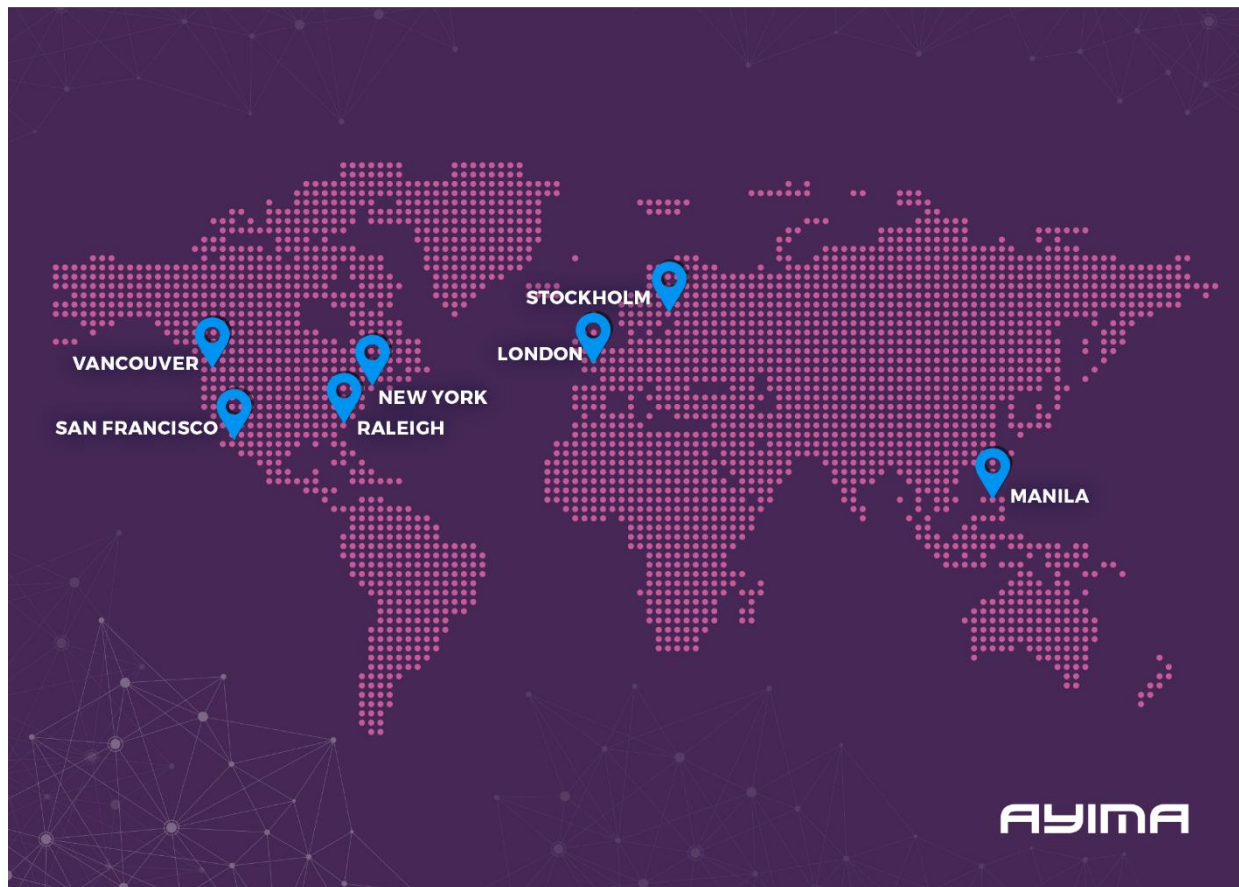 STOCKHOLM
LONDON
VANCOUVER
NEW YORK
SAN FRANCISCO
RALEIGH
MANILA
AYIMA